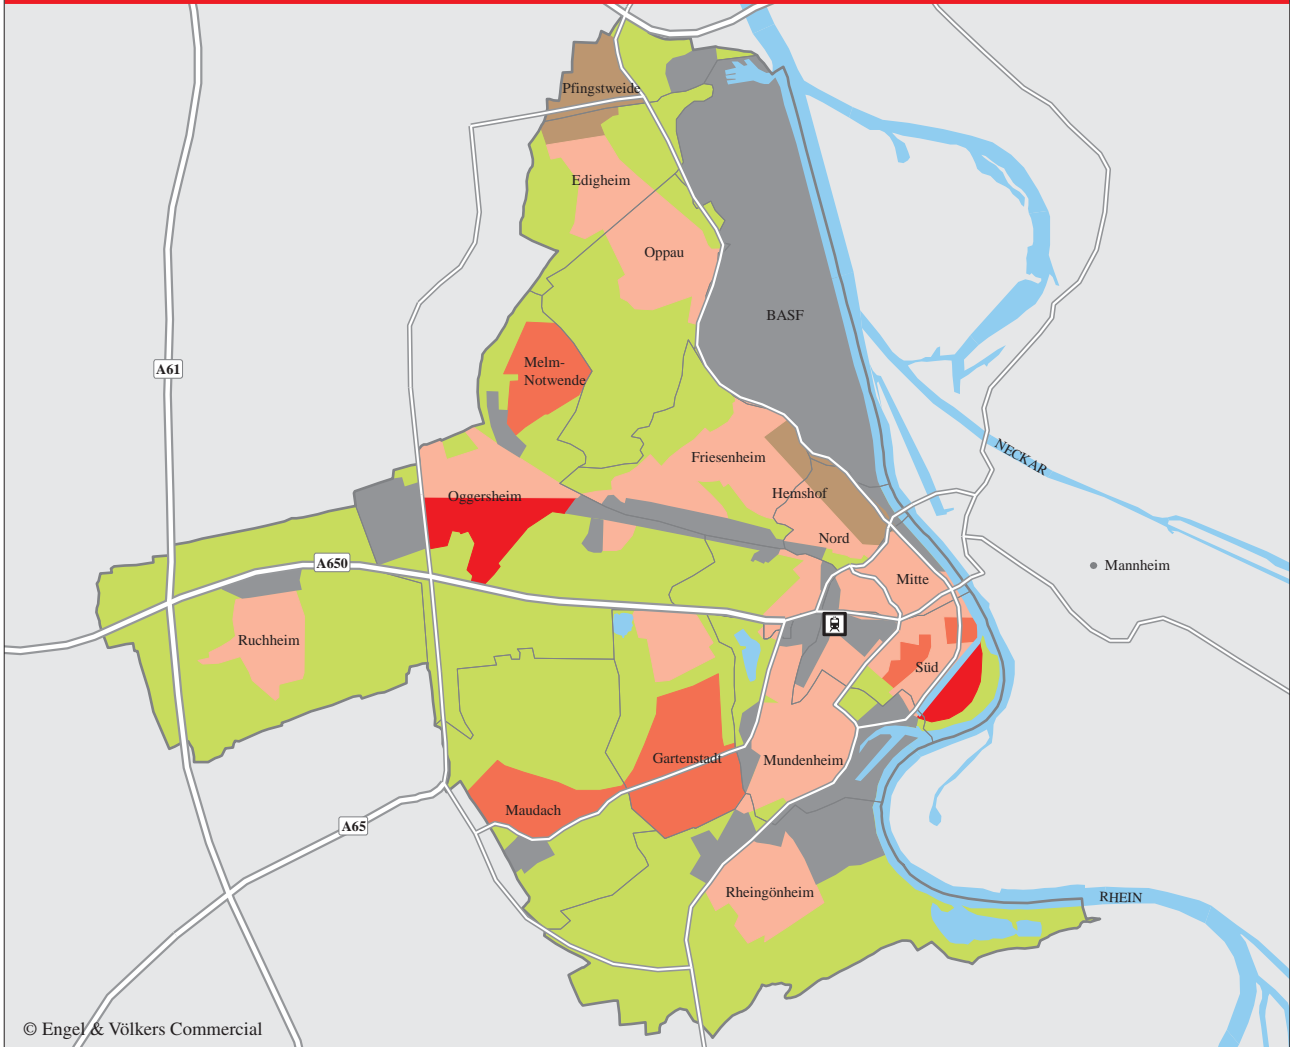 Pfingstweide
Edigheim
Oppau
BASF
A61
Melm-
Notwende
Friesenheim
NECKAR
Oggersheim
Hemshof
Nord
A650
Mannheim
Mitte
Ruchheim
Süd
Gartenstadt
Mundenheim
Maudach
A65
Rheingönheim
RHEIN
© Engel & Völkers Commercial